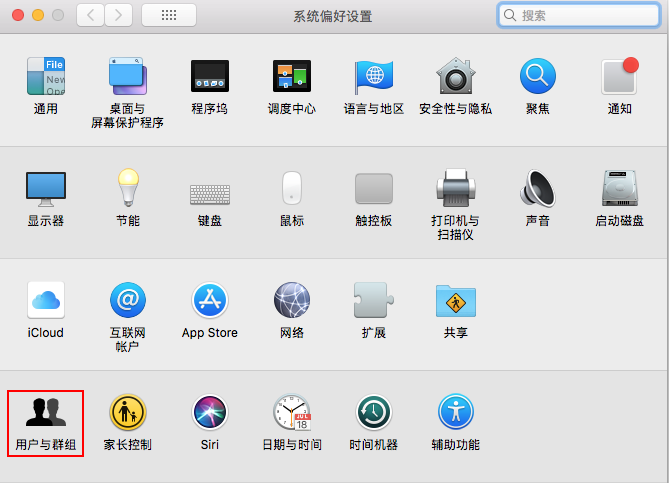 系统偏好设置
搜索
File
New
Ope
通用
桌面与
屏幕保护程序
程序坞
调度中心
语言与地区
安全性与隐私
聚焦
通知
显示器
节能
键盘
鼠标
触控板
打印机与
扫描仪
声音
启动磁盘
iCloud
互联网
帐户
App Store
网络
扩展
共享
用户与群组
家长控制
Siri
JUL
18
日期与时间
时间机器
辅助功能